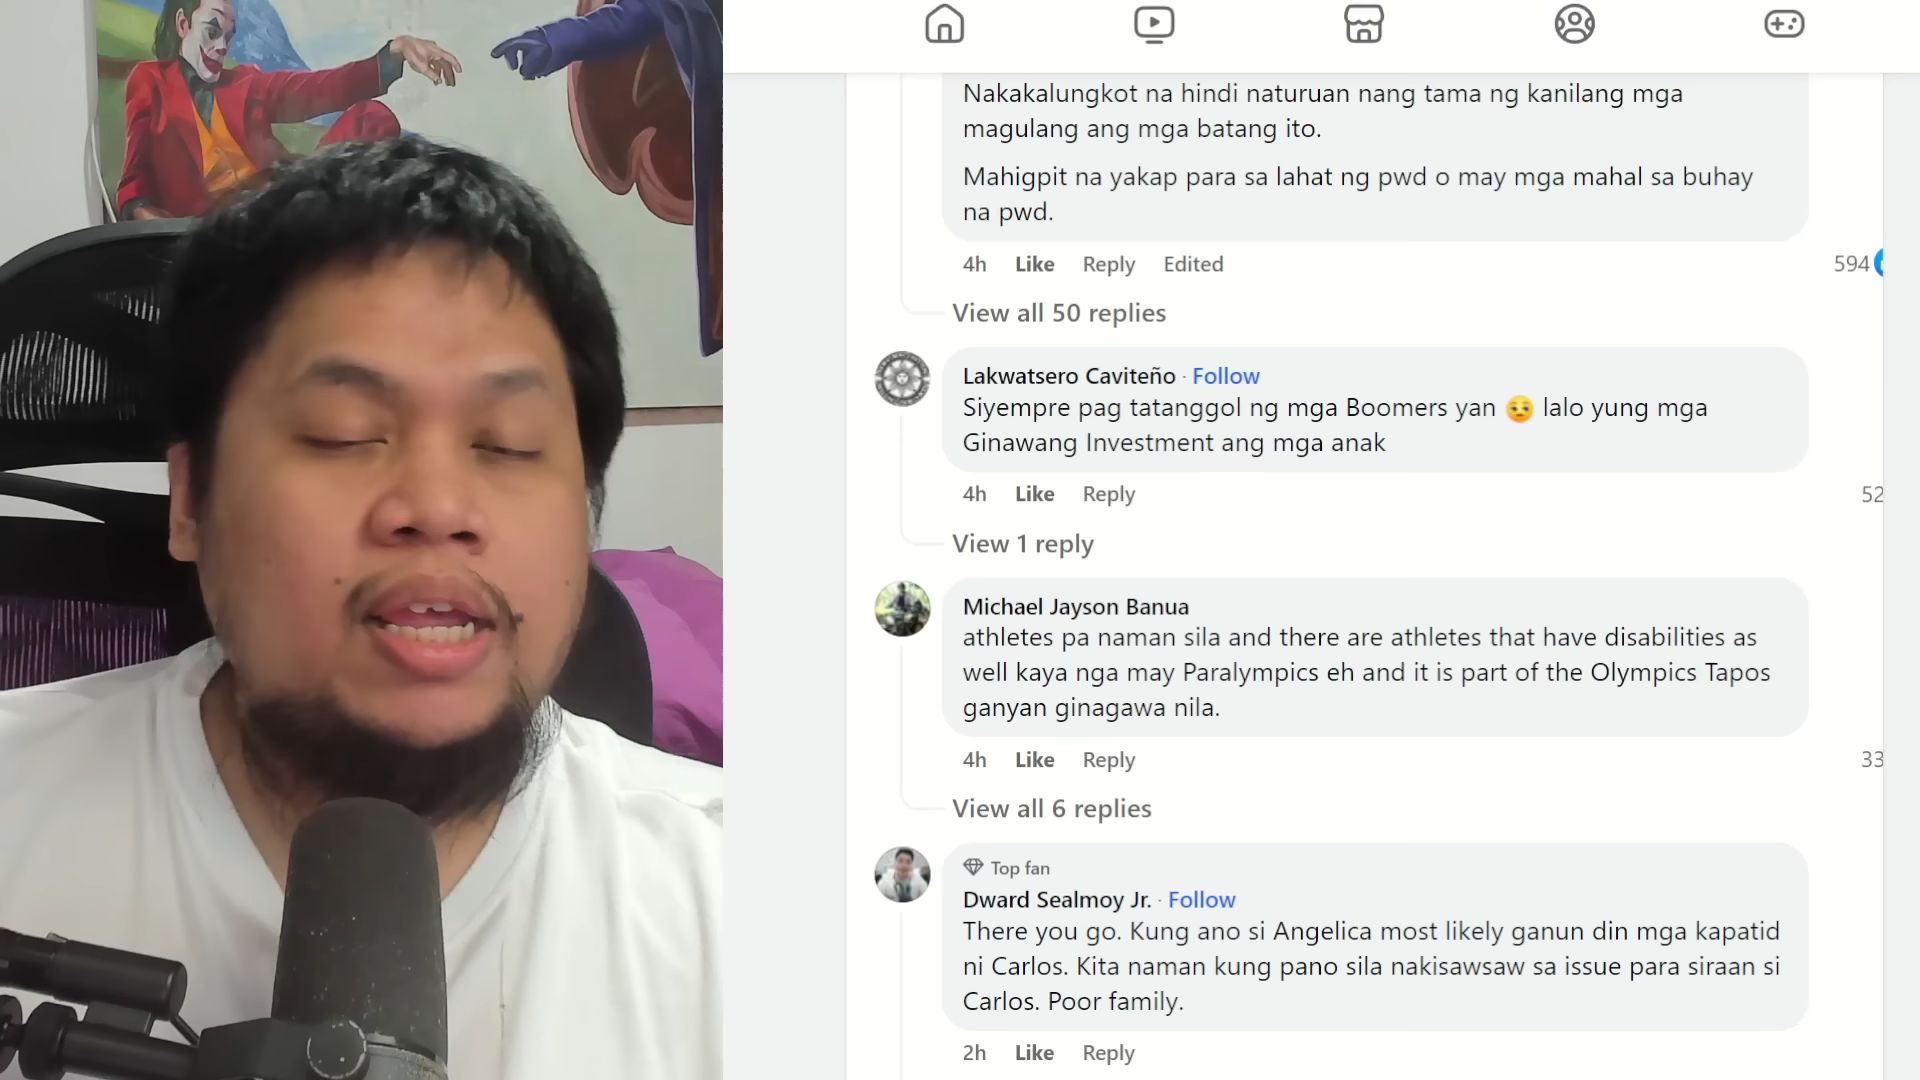 Nakakalungkot na hindi naturuan nang tama ng kanilang mga
magulang ang mga batang ito.
Mahigpit na yakap para sa lahat ng pwd o may mga mahal sa buhay
na pwd.
4h Like Reply Edited 594
View all 50 replies
Lakwatsero Caviteño · Follow
Siyempre pag tatanggol ng mga Boomers yan 😒 lalo yung mga
Ginawang Investment ang mga anak
4h Like Reply 52
View 1 reply
Michael Jayson Banua
athletes pa naman sila and there are athletes that have disabilities as
well kaya nga may Paralympics eh and it is part of the Olympics Tapos
ganyan ginagawa nila.
4h Like Reply 33
View all 6 replies
Top fan
Dward Sealmoy Jr. · Follow
There you go. Kung ano si Angelica most likely ganun din mga kapatid
ni Carlos. Kita naman kung pano sila nakisawsaw sa issue para siraan si
Carlos. Poor family.
2h Like Reply